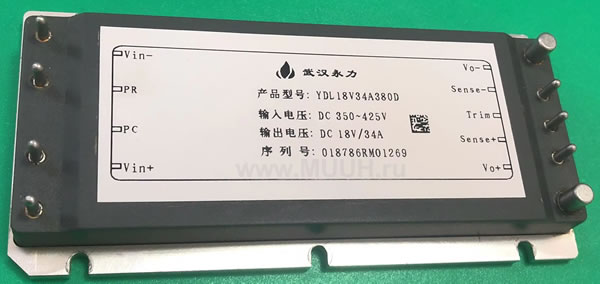 Vin-
PR
PC
Vin+
武汉永力
产品型号: YDL18V34A380D
输入电压: DC 350~425V
输出电压: DC 18V/34A
序列号: 018786RM01269
Vo-
Sense-
Trim
Sense+
Vo+
www.MUUH.ru